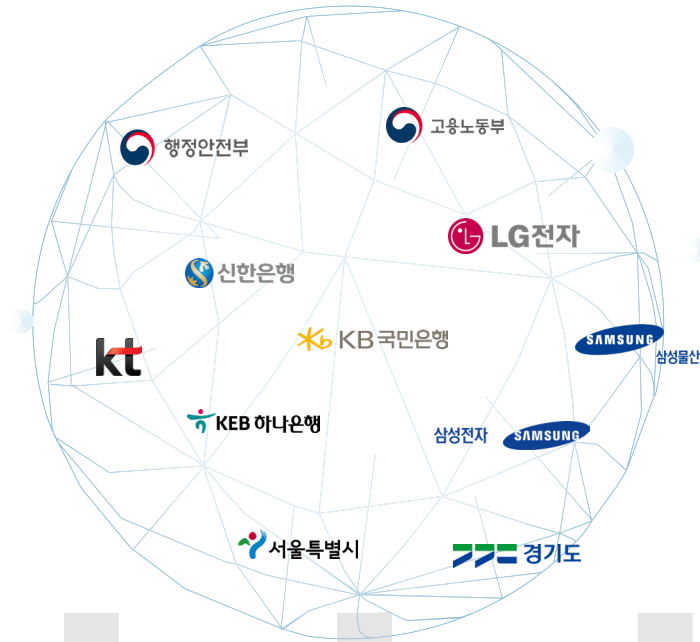 고용노동부
행정안전부
LG전자
신한은행
KB국민은행
SAMSUNG
삼성물산
kt
KEB 하나은행
삼성전자 SAMSUNG
서울특별시
경기도